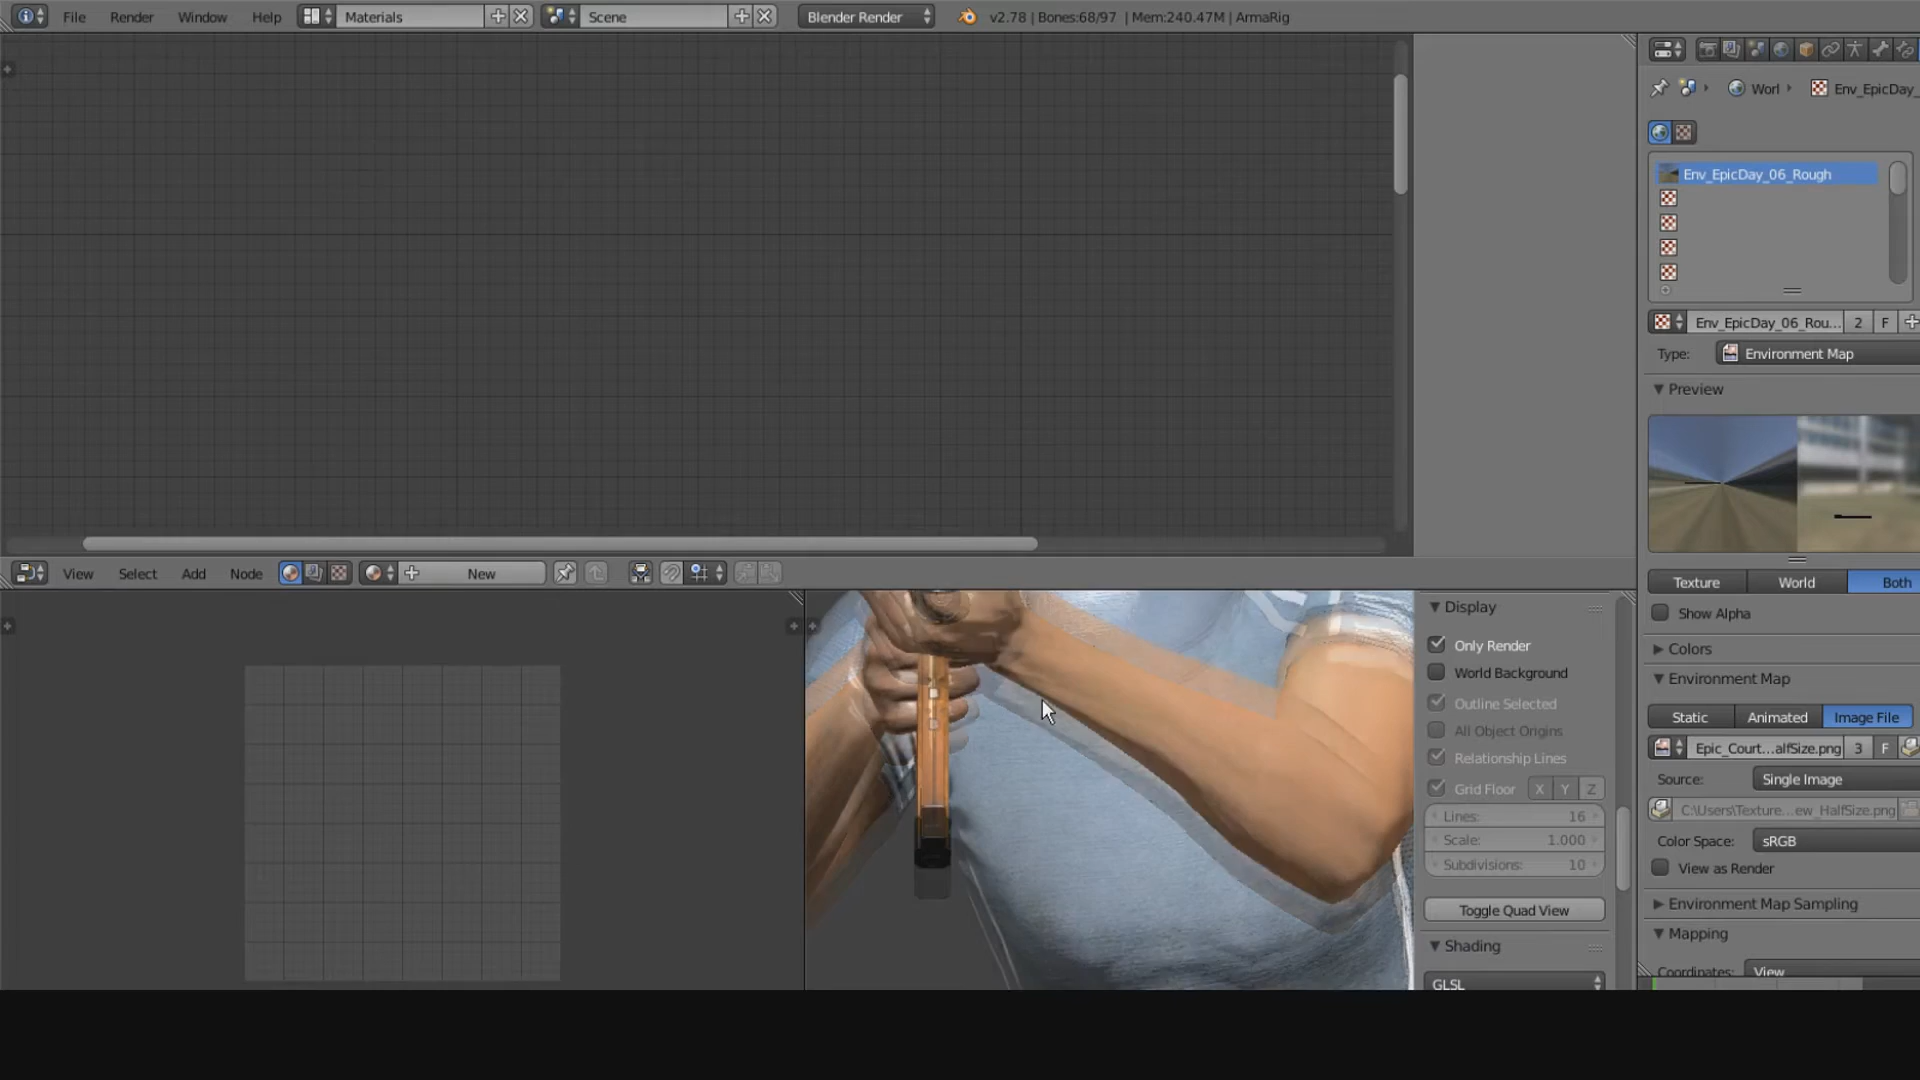 File Render Window Help Materials Scene Blender Render v2.78 | Bones:68/97 | Mem:240.47M | ArmaRig
Worl Env_EpicDay_
Env_EpicDay_06_Rough
Env_EpicDay_06_Rou... 2 F
Type: Environment Map
Preview
Texture World Both
Show Alpha
Colors
Environment Map
Static Animated Image File
Epic_Court...alfSize.png 3 F
Source: Single Image
C:\Users\Texture...ew_HalfSize.png
Color Space: sRGB
View as Render
Environment Map Sampling
Mapping
Coordinates: View
View Select Add Node New
Display
Only Render
World Background
Outline Selected
All Object Origins
Relationship Lines
Grid Floor X Y Z
Lines: 16
Scale: 1.000
Subdivisions: 10
Toggle Quad View
Shading
GLSL